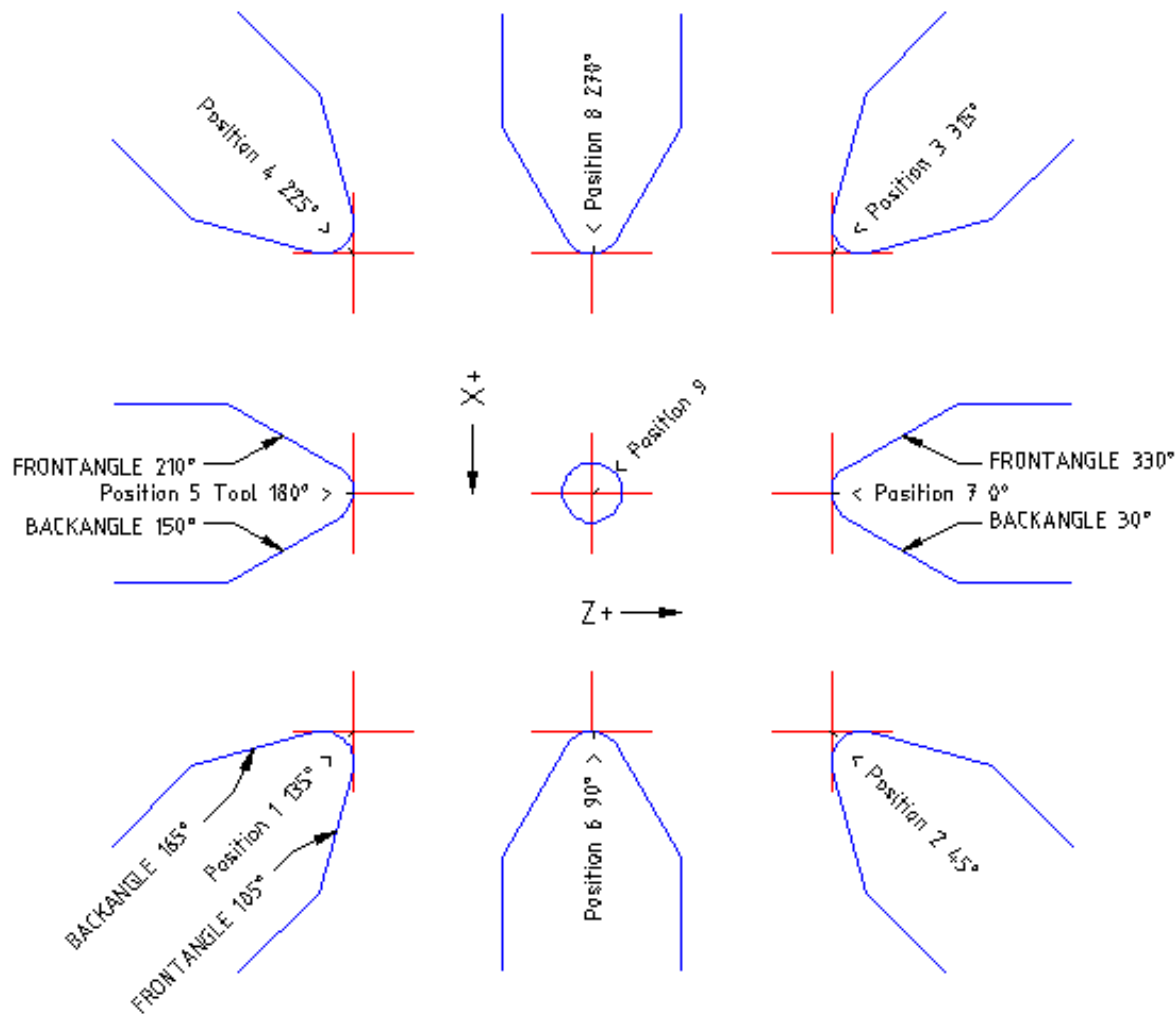 Position 4 225°
Position 8 270°
Position 3 315°
X+
Position 9
FRONTANGLE 210°
Position 5 Tool 180°
BACKANGLE 150°
FRONTANGLE 330°
Position 7 0°
BACKANGLE 30°
Z+
BACKANGLE 165°
Position 1 135°
FRONTANGLE 105°
Position 6 90°
Position 2 45°